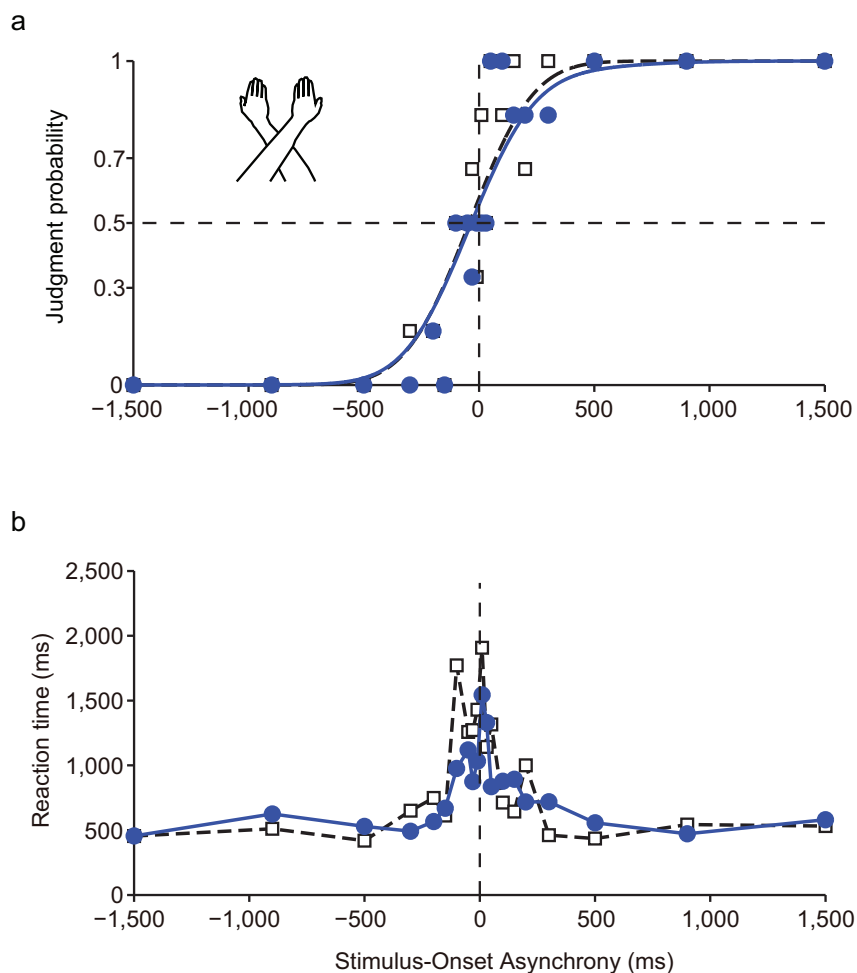 a
Judgment probability
1
0.7
0.5
0.3
0
−1,500 −1,000 −500 0 500 1,000 1,500
b
Reaction time (ms)
2,500
2,000
1,500
1,000
500
0
−1,500 −1,000 −500 0 500 1,000 1,500
Stimulus-Onset Asynchrony (ms)